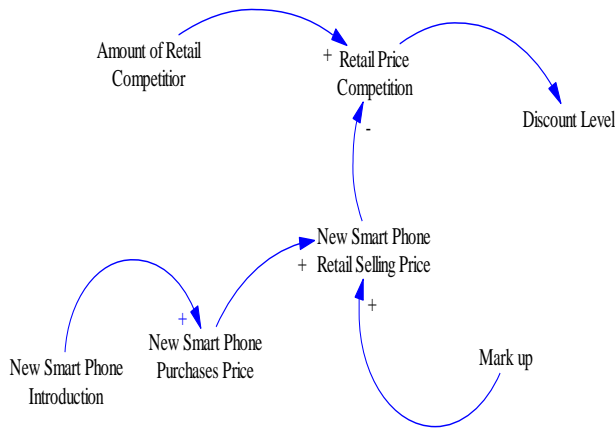 Amount of Retail
Competitior
+ Retail Price
Competition
Discount Level
-
New Smart Phone
+ Retail Selling Price
+
+
New Smart Phone
Purchases Price
Mark up
New Smart Phone
Introduction